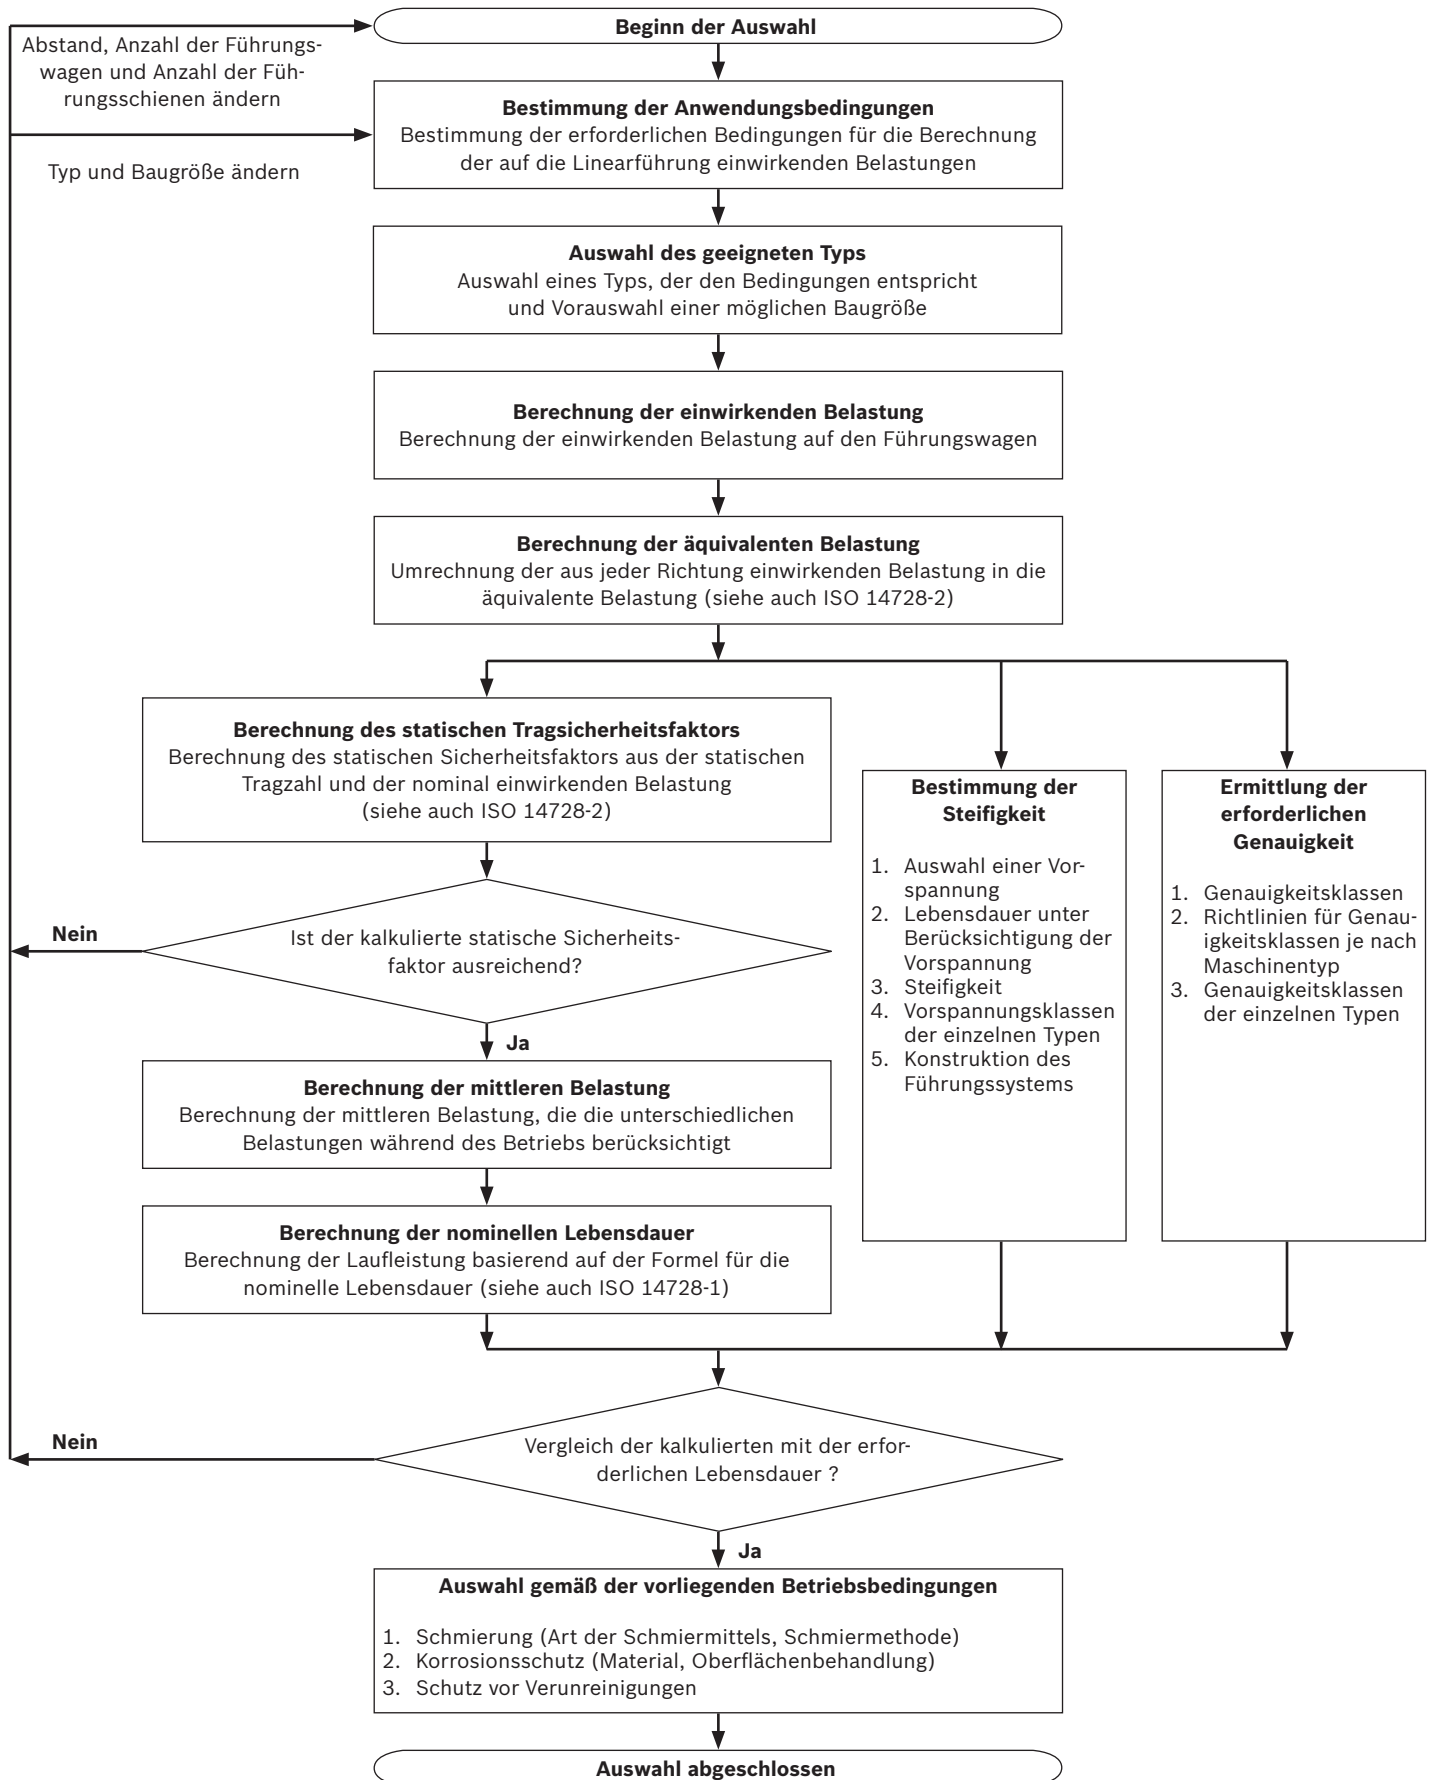 Beginn der Auswahl
Abstand, Anzahl der Führungs-
wagen und Anzahl der Füh-
rungsschienen ändern
Typ und Baugröße ändern
Bestimmung der Anwendungsbedingungen
Bestimmung der erforderlichen Bedingungen für die Berechnung
der auf die Linearführung einwirkenden Belastungen
Auswahl des geeigneten Typs
Auswahl eines Typs, der den Bedingungen entspricht
und Vorauswahl einer möglichen Baugröße
Berechnung der einwirkenden Belastung
Berechnung der einwirkenden Belastung auf den Führungswagen
Berechnung der äquivalenten Belastung
Umrechnung der aus jeder Richtung einwirkenden Belastung in die
äquivalente Belastung (siehe auch ISO 14728-2)
Berechnung des statischen Tragsicherheitsfaktors
Berechnung des statischen Sicherheitsfaktors aus der statischen
Tragzahl und der nominal einwirkenden Belastung
(siehe auch ISO 14728-2)
Nein
Ist der kalkulierte statische Sicherheits-
faktor ausreichend?
Ja
Berechnung der mittleren Belastung
Berechnung der mittleren Belastung, die die unterschiedlichen
Belastungen während des Betriebs berücksichtigt
Berechnung der nominellen Lebensdauer
Berechnung der Laufleistung basierend auf der Formel für die
nominelle Lebensdauer (siehe auch ISO 14728-1)
Bestimmung der
Steifigkeit
1. Auswahl einer Vor-
spannung
2. Lebensdauer unter
Berücksichtigung der
Vorspannung
3. Steifigkeit
4. Vorspannungsklassen
der einzelnen Typen
5. Konstruktion des
Führungssystems
Ermittlung der
erforderlichen
Genauigkeit
1. Genauigkeitsklassen
2. Richtlinien für Genau-
igkeitsklassen je nach
Maschinentyp
3. Genauigkeitsklassen
der einzelnen Typen
Nein
Vergleich der kalkulierten mit der erfor-
derlichen Lebensdauer ?
Ja
Auswahl gemäß der vorliegenden Betriebsbedingungen
1. Schmierung (Art der Schmiermittels, Schmiermethode)
2. Korrosionsschutz (Material, Oberflächenbehandlung)
3. Schutz vor Verunreinigungen
Auswahl abgeschlossen